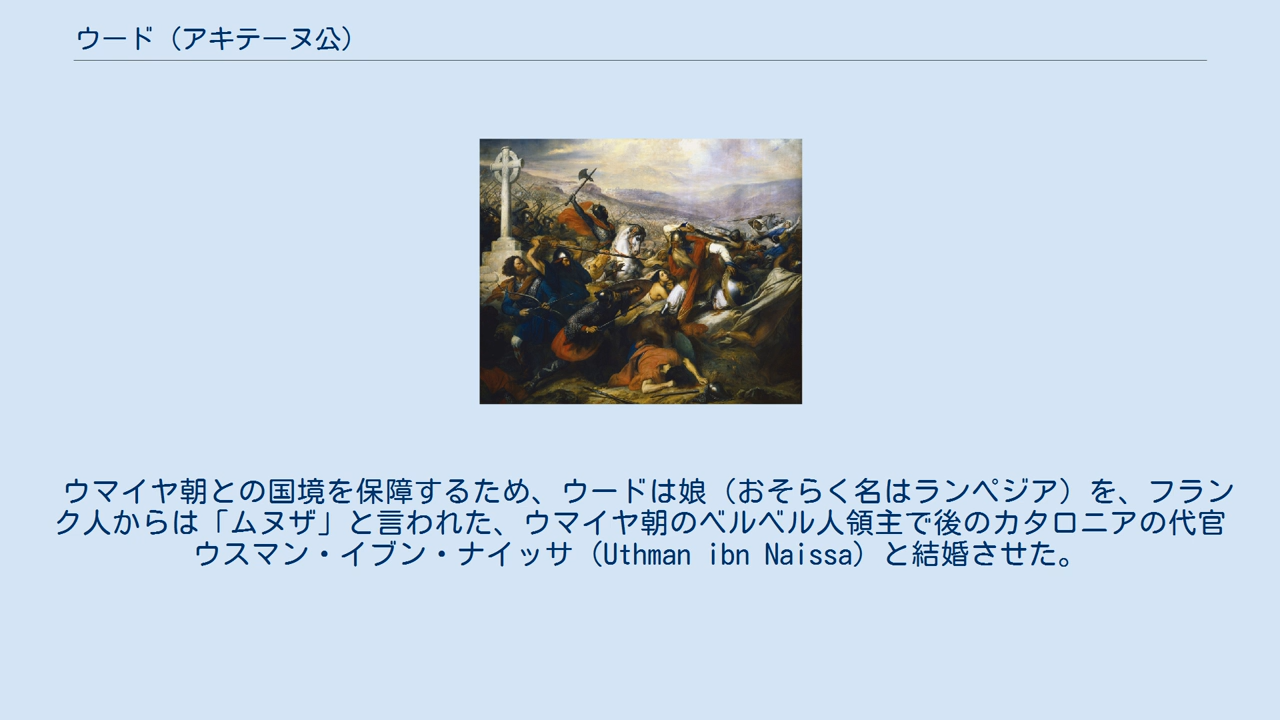 ウード（アキテーヌ公）
ウマイヤ朝との国境を保障するため、ウードは娘（おそらく名はランペジア）を、フラン
ク人からは「ムヌザ」と言われた、ウマイヤ朝のベルベル人領主で後のカタロニアの代官
ウスマン・イブン・ナイッサ（Uthman ibn Naissa）と結婚させた。